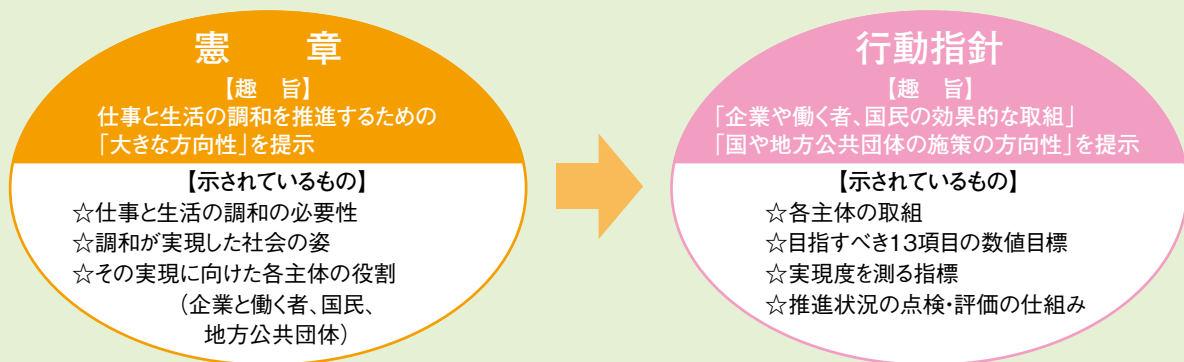 憲　章
【趣　旨】
仕事と生活の調和を推進するための
「大きな方向性」を提示
【示されているもの】
☆仕事と生活の調和の必要性
☆調和が実現した社会の姿
☆その実現に向けた各主体の役割
（企業と働く者、国民、
地方公共団体）
行動指針
【趣　旨】
「企業や働く者、国民の効果的な取組」
「国や地方公共団体の施策の方向性」を提示
【示されているもの】
☆各主体の取組
☆目指すべき13項目の数値目標
☆実現度を測る指標
☆推進状況の点検・評価の仕組み